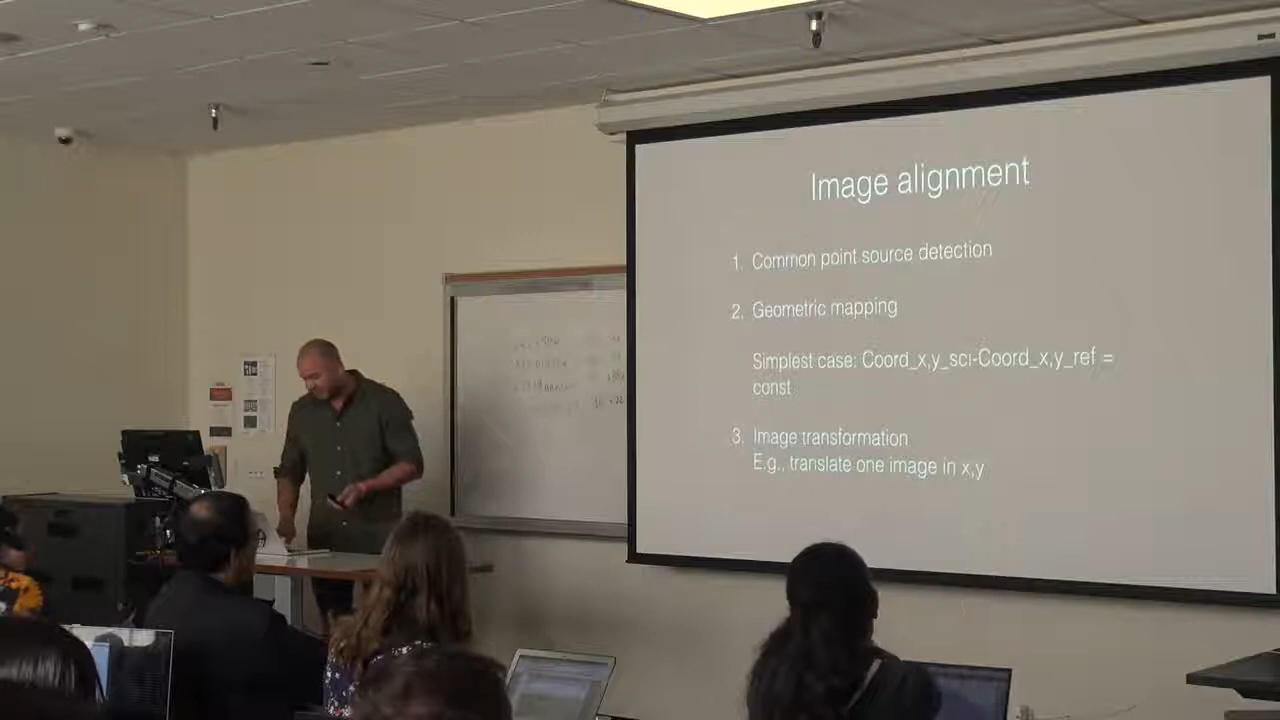 Image alignment
1. Common point source detection
2. Geometric mapping
Simplest case: Coord_x,y_sci-Coord_x,y_ref =
const
3. Image transformation
E.g., translate one image in x,y